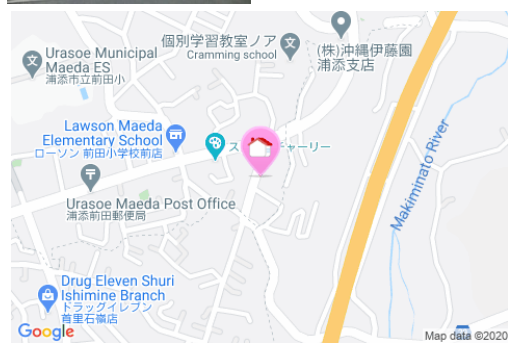 Urasoe Municipal
Maeda ES
浦添市立前田小
個別学習教室ノア
Cramming school
(株)沖縄伊藤園
浦添支店
Lawson Maeda
Elementary School
ローソン 前田小学校前店
チャーリー
Urasoe Maeda Post Office
浦添前田郵便局
Makiminato River
Drug Eleven Shuri
Ishimine Branch
ドラッグイレブン
首里石嶺店
Google
Map data ©2020